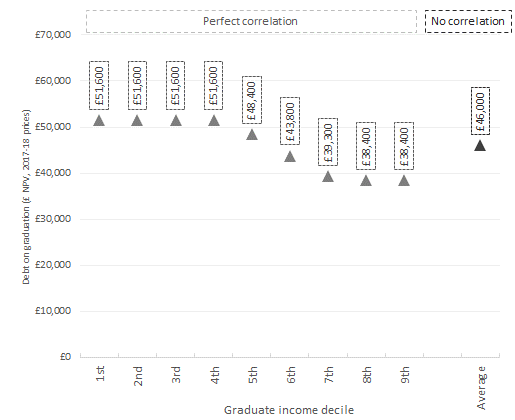 Perfect correlation
No correlation
£70,000
£60,000
£50,000
£40,000
£30,000
£20,000
£10,000
£0
Debt on graduation (£ NPV, 2017-18 prices)
£51,600
£51,600
£51,600
£51,600
£48,400
£43,800
£39,300
£38,400
£38,400
£46,000
1st
2nd
3rd
4th
5th
6th
7th
8th
9th
Average
Graduate income decile